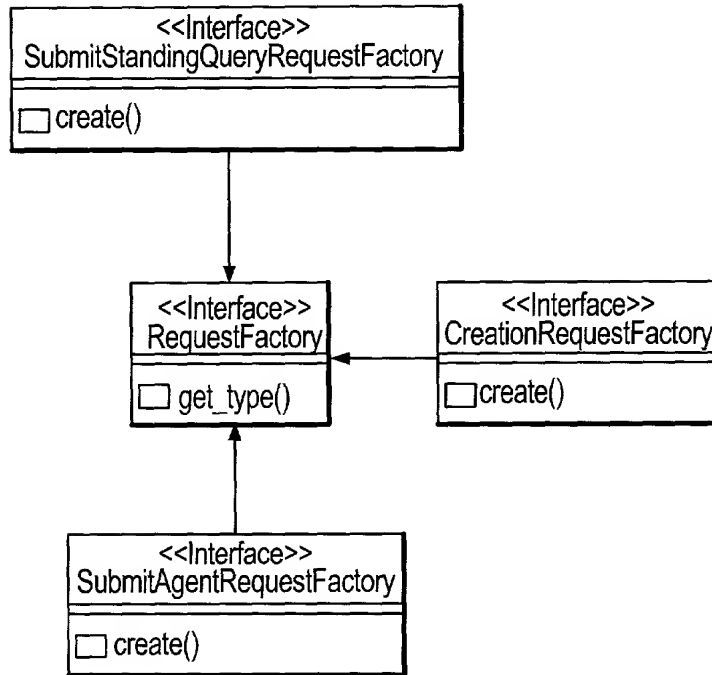 <<Interface>>
SubmitStandingQueryRequestFactory
create()
<<Interface>>
RequestFactory
get_type()
<<Interface>>
CreationRequestFactory
create()
<<Interface>>
SubmitAgentRequestFactory
create()